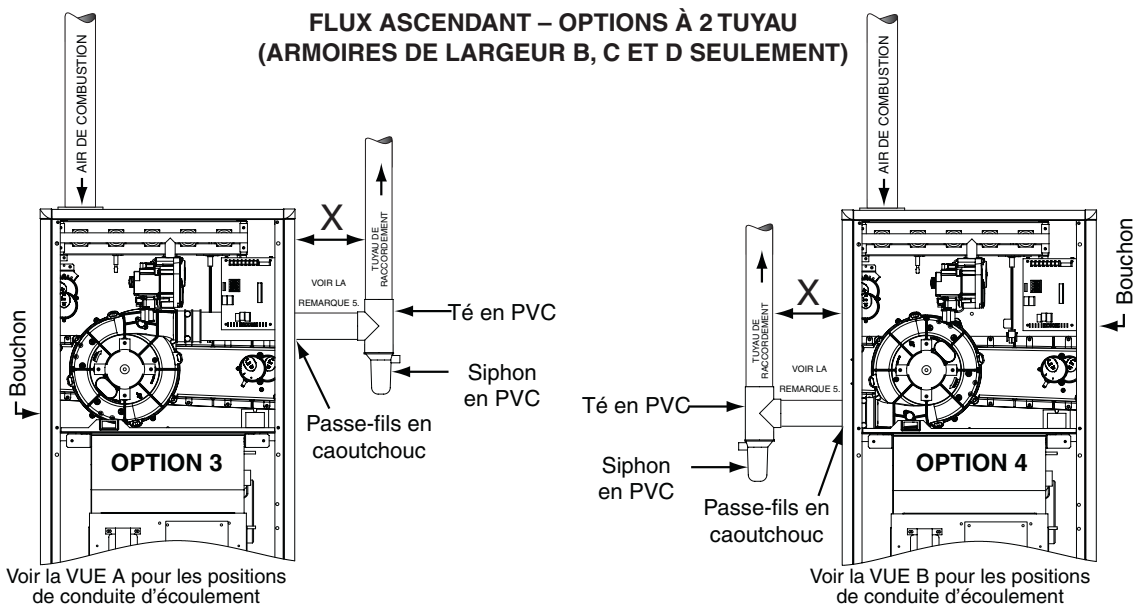 FLUX ASCENDANT – OPTIONS À 2 TUYAU
(ARMOIRES DE LARGEUR B, C ET D SEULEMENT)
AIR DE COMBUSTION
X
TUYAU DE
RACCORDEMENT
VOIR LA
REMARQUE 5.
Té en PVC
Siphon
en PVC
Bouchon
Passe-fils en
caoutchouc
OPTION 3
Voir la VUE A pour les positions
de conduite d'écoulement
AIR DE COMBUSTION
X
TUYAU DE
RACCORDEMENT
VOIR LA
REMARQUE 5.
Té en PVC
Siphon
en PVC
Bouchon
Passe-fils en
caoutchouc
OPTION 4
Voir la VUE B pour les positions
de conduite d'écoulement